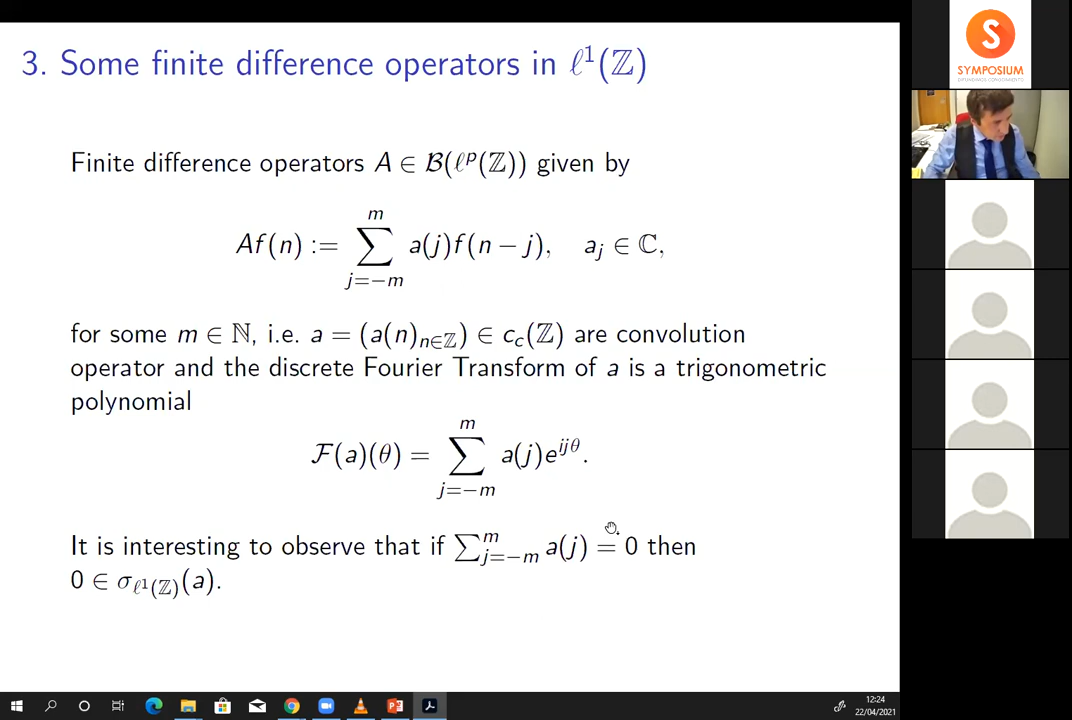 3. Some finite difference operators in ℓ¹(ℤ)
Finite difference operators A ∈ ℬ(ℓᵖ(ℤ)) given by
Af(n) := ∑_{j=−m}^{m} a(j)f(n − j), a_j ∈ ℂ,
for some m ∈ ℕ, i.e. a = (a(n)_{n∈ℤ}) ∈ c_c(ℤ) are convolution
operator and the discrete Fourier Transform of a is a trigonometric
polynomial
ℱ(a)(θ) = ∑_{j=−m}^{m} a(j)e^{ijθ}.
It is interesting to observe that if ∑_{j=−m}^{m} a(j) = 0 then
0 ∈ σ_{ℓ¹(ℤ)}(a).
S
SYMPOSIUM
12:24
22/04/2021